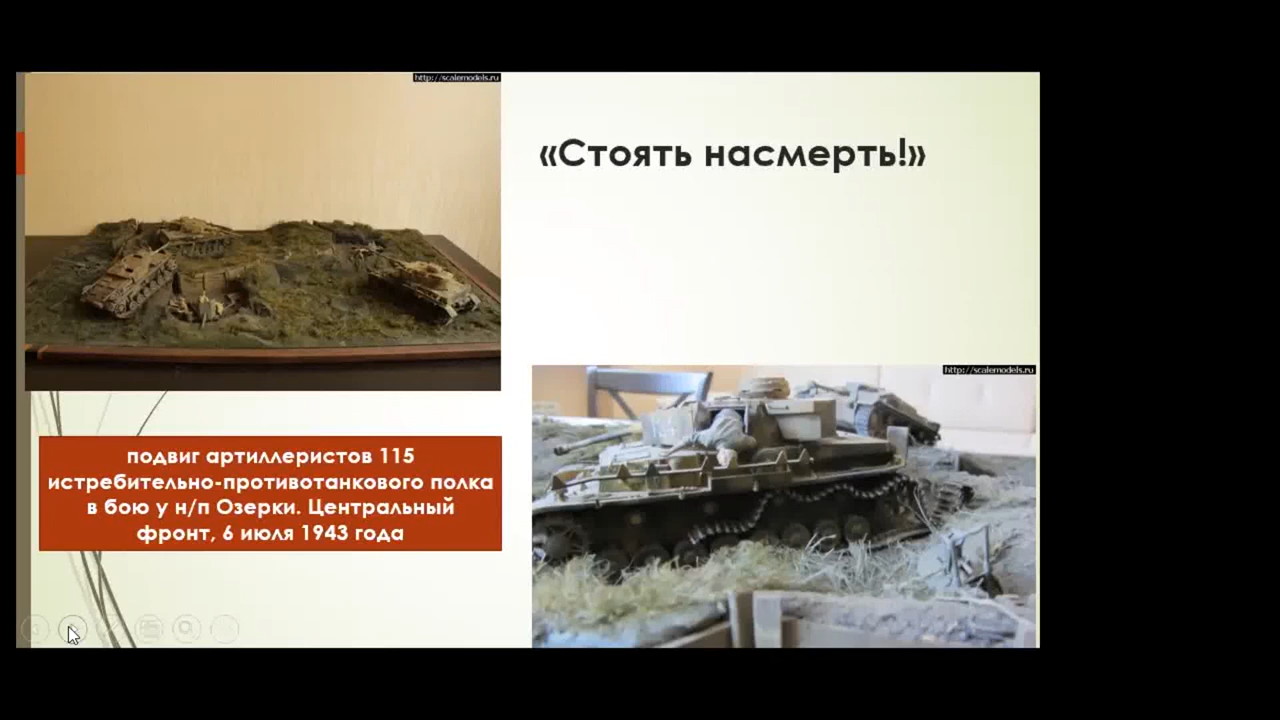 http://scalemodels.ru
«Стоять насмерть!»
http://scalemodels.ru
подвиг артиллеристов 115
истребительно-противотанкового полка
в бою у н/п Озерки. Центральный
фронт, 6 июля 1943 года